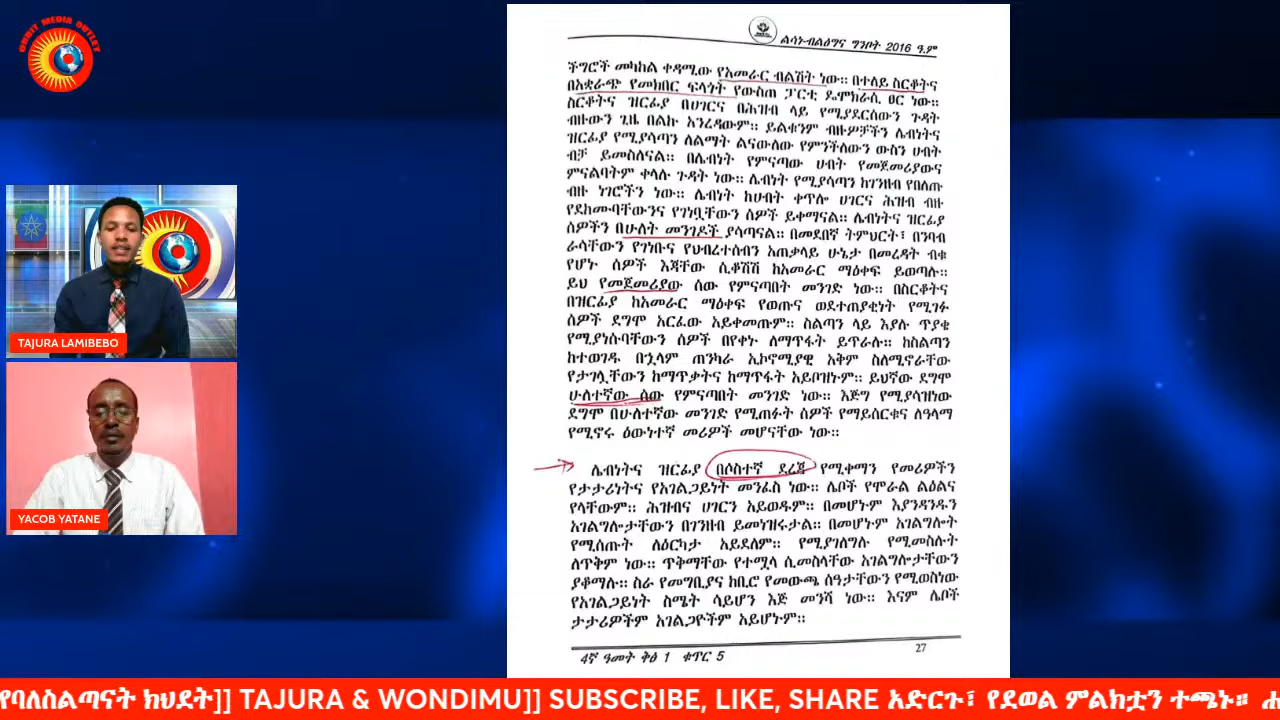 ORBIT MEDIA OUTLET
ልሳነ-ብልፅግና ግንቦት 2016 ዓ.ም
ችግሮች መካከል ቀዳሚው የአመራር ብልሽት ነው። በተለይ ስርቆትና
በአቋራጭ የመክበር ፍላጎት የውስጠ ፓርቲ ዴሞክራሲ ፀር ነው።
ስርቆትና ዝርፊያ በሀገርና በሕዝብ ላይ የሚያደርሰውን ጉዳት
ብዙውን ጊዜ በልኩ አንረዳውም። ይልቁንም ብዙዎቻችን ሌብነትና
ዝርፊያ የሚያሳጣን ለልማት ልናውለው የምንችለውን ውስን ሀብት
ብቻ ይመስለናል። በሌብነት የምናጣው ሀብት የመጀመሪያውና
ምናልባትም ቀላሉ ጉዳት ነው። ሌብነት የሚያሳጣን ከገንዘብ የበለጡ
ብዙ ነገሮችን ነው። ሌብነት ከሀብት ቀጥሎ ሀገርና ሕዝብ ብዙ
የደከሙባቸውንና የገነቧቸውን ሰዎች ይቀማናል። ሌብነትና ዝርፊያ
ሰዎችን በሁለት መንገዶች ያሳጣናል። በመደበኛ ትምህርት፣ በንባብ
ራሳቸውን የገነቡና የህብረተሰብን አጠቃላይ ሁኔታ በመረዳት ብቁ
የሆኑ ሰዎች እጃቸው ሲቆሽሽ ከአመራር ማዕቀፍ ይወጣሉ።
ይህ የመጀመሪያው ሰው የምናጣበት መንገድ ነው። በስርቆትና
በዝርፊያ ከአመራር ማዕቀፍ የወጡና ወደተጠያቂነት የሚገፉ
ሰዎች ደግሞ አርፈው አይቀመጡም። ስልጣን ላይ እያሉ ጥያቄ
የሚያነሱባቸውን ሰዎች በየቀኑ ለማጥፋት ይጥራሉ። ከስልጣን
ከተወገዱ በኋላም ጠንካራ ኢኮኖሚያዊ አቅም ስለሚኖራቸው
የታገሏቸውን ከማጥቃትና ከማጥፋት አይቦዝኑም። ይህኛው ደግሞ
ሁለተኛው ሰው የምናጣበት መንገድ ነው። እጅግ የሚያሳዝነው
ደግሞ በሁለተኛው መንገድ የሚጠፉት ሰዎች የማይሰርቁና ለዓላማ
የሚኖሩ ዕውነተኛ መሪዎች መሆናቸው ነው።
ሌብነትና ዝርፊያ በሶስተኛ ደረጃ የሚቀማን የመሪዎችን
የታታሪነትና የአገልጋይነት መንፈስ ነው። ሌቦች የሞራል ልዕልና
የላቸውም። ሕዝብና ሀገርን አይወዱም። በመሆኑም እያንዳንዱን
አገልግሎታቸውን በገንዘብ ይመነዝሩታል። በመሆኑም አገልግሎት
የሚሰጡት ለዕርካታ አይደለም። የሚያገለግሉ የሚመስሉት
ለጥቅም ነው። ጥቅማቸው የተሟላ ሲመስላቸው አገልግሎታቸውን
ያቆማሉ። ስራ የመግቢያና ከቢሮ የመውጫ ሰዓታቸውን የሚወስነው
የአገልጋይነት ስሜት ሳይሆን እጅ መንሻ ነው። እናም ሌቦች
ታታሪዎችም አገልጋዮችም አይሆኑም።
4ኛ ዓመት ቅፅ 1 ቁጥር 5
27
TAJURA LAMIBEBO
YACOB YATANE
የባለስልጣናት ክህደት]] TAJURA & WONDIMU]] SUBSCRIBE, LIKE, SHARE አድርጉ፣ የደወል ምልክቷን ተጫኑ።